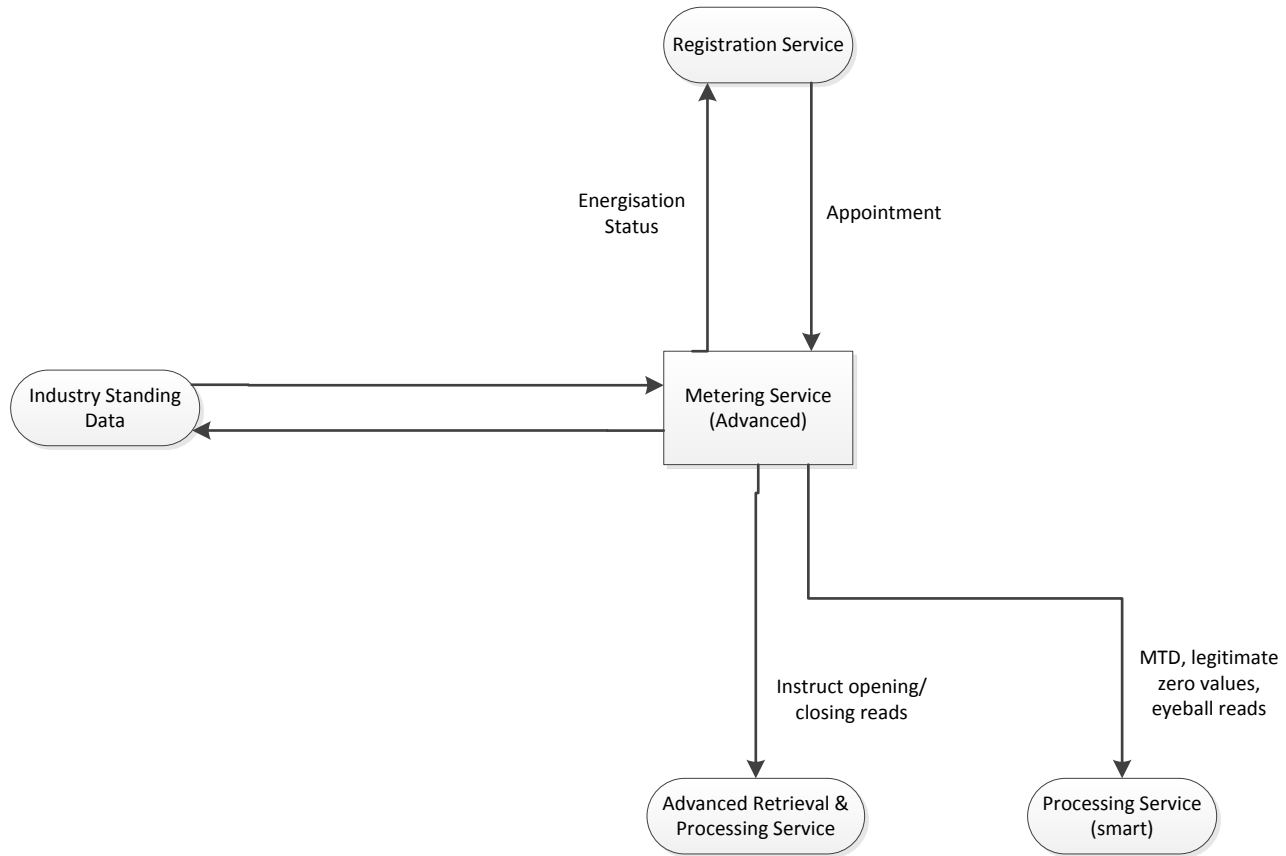 Registration Service
Energisation
Status
Appointment
Industry Standing
Data
Metering Service
(Advanced)
Instruct opening/
closing reads
MTD, legitimate
zero values,
eyeball reads
Advanced Retrieval &
Processing Service
Processing Service
(smart)